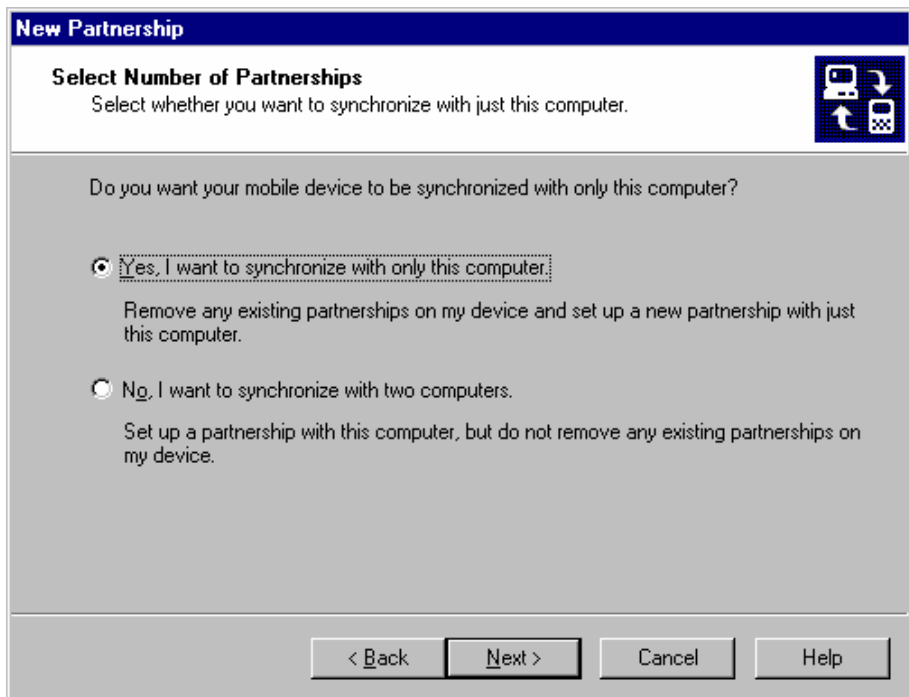 New Partnership
Select Number of Partnerships
Select whether you want to synchronize with just this computer.
Do you want your mobile device to be synchronized with only this computer?
Yes, I want to synchronize with only this computer.
Remove any existing partnerships on my device and set up a new partnership with just
this computer.
No, I want to synchronize with two computers.
Set up a partnership with this computer, but do not remove any existing partnerships on
my device.
< Back Next > Cancel Help